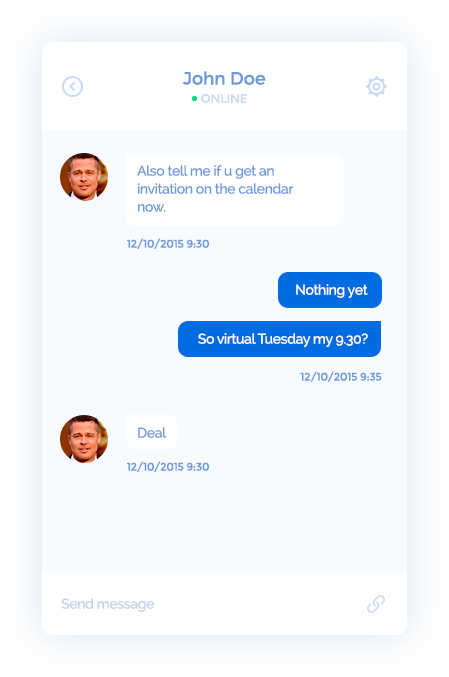 John Doe
ONLINE
Also tell me if u get an
invitation on the calendar
now.
12/10/2015 9:30
Nothing yet
So virtual Tuesday my 9.30?
12/10/2015 9:35
Deal
12/10/2015 9:30
Send message